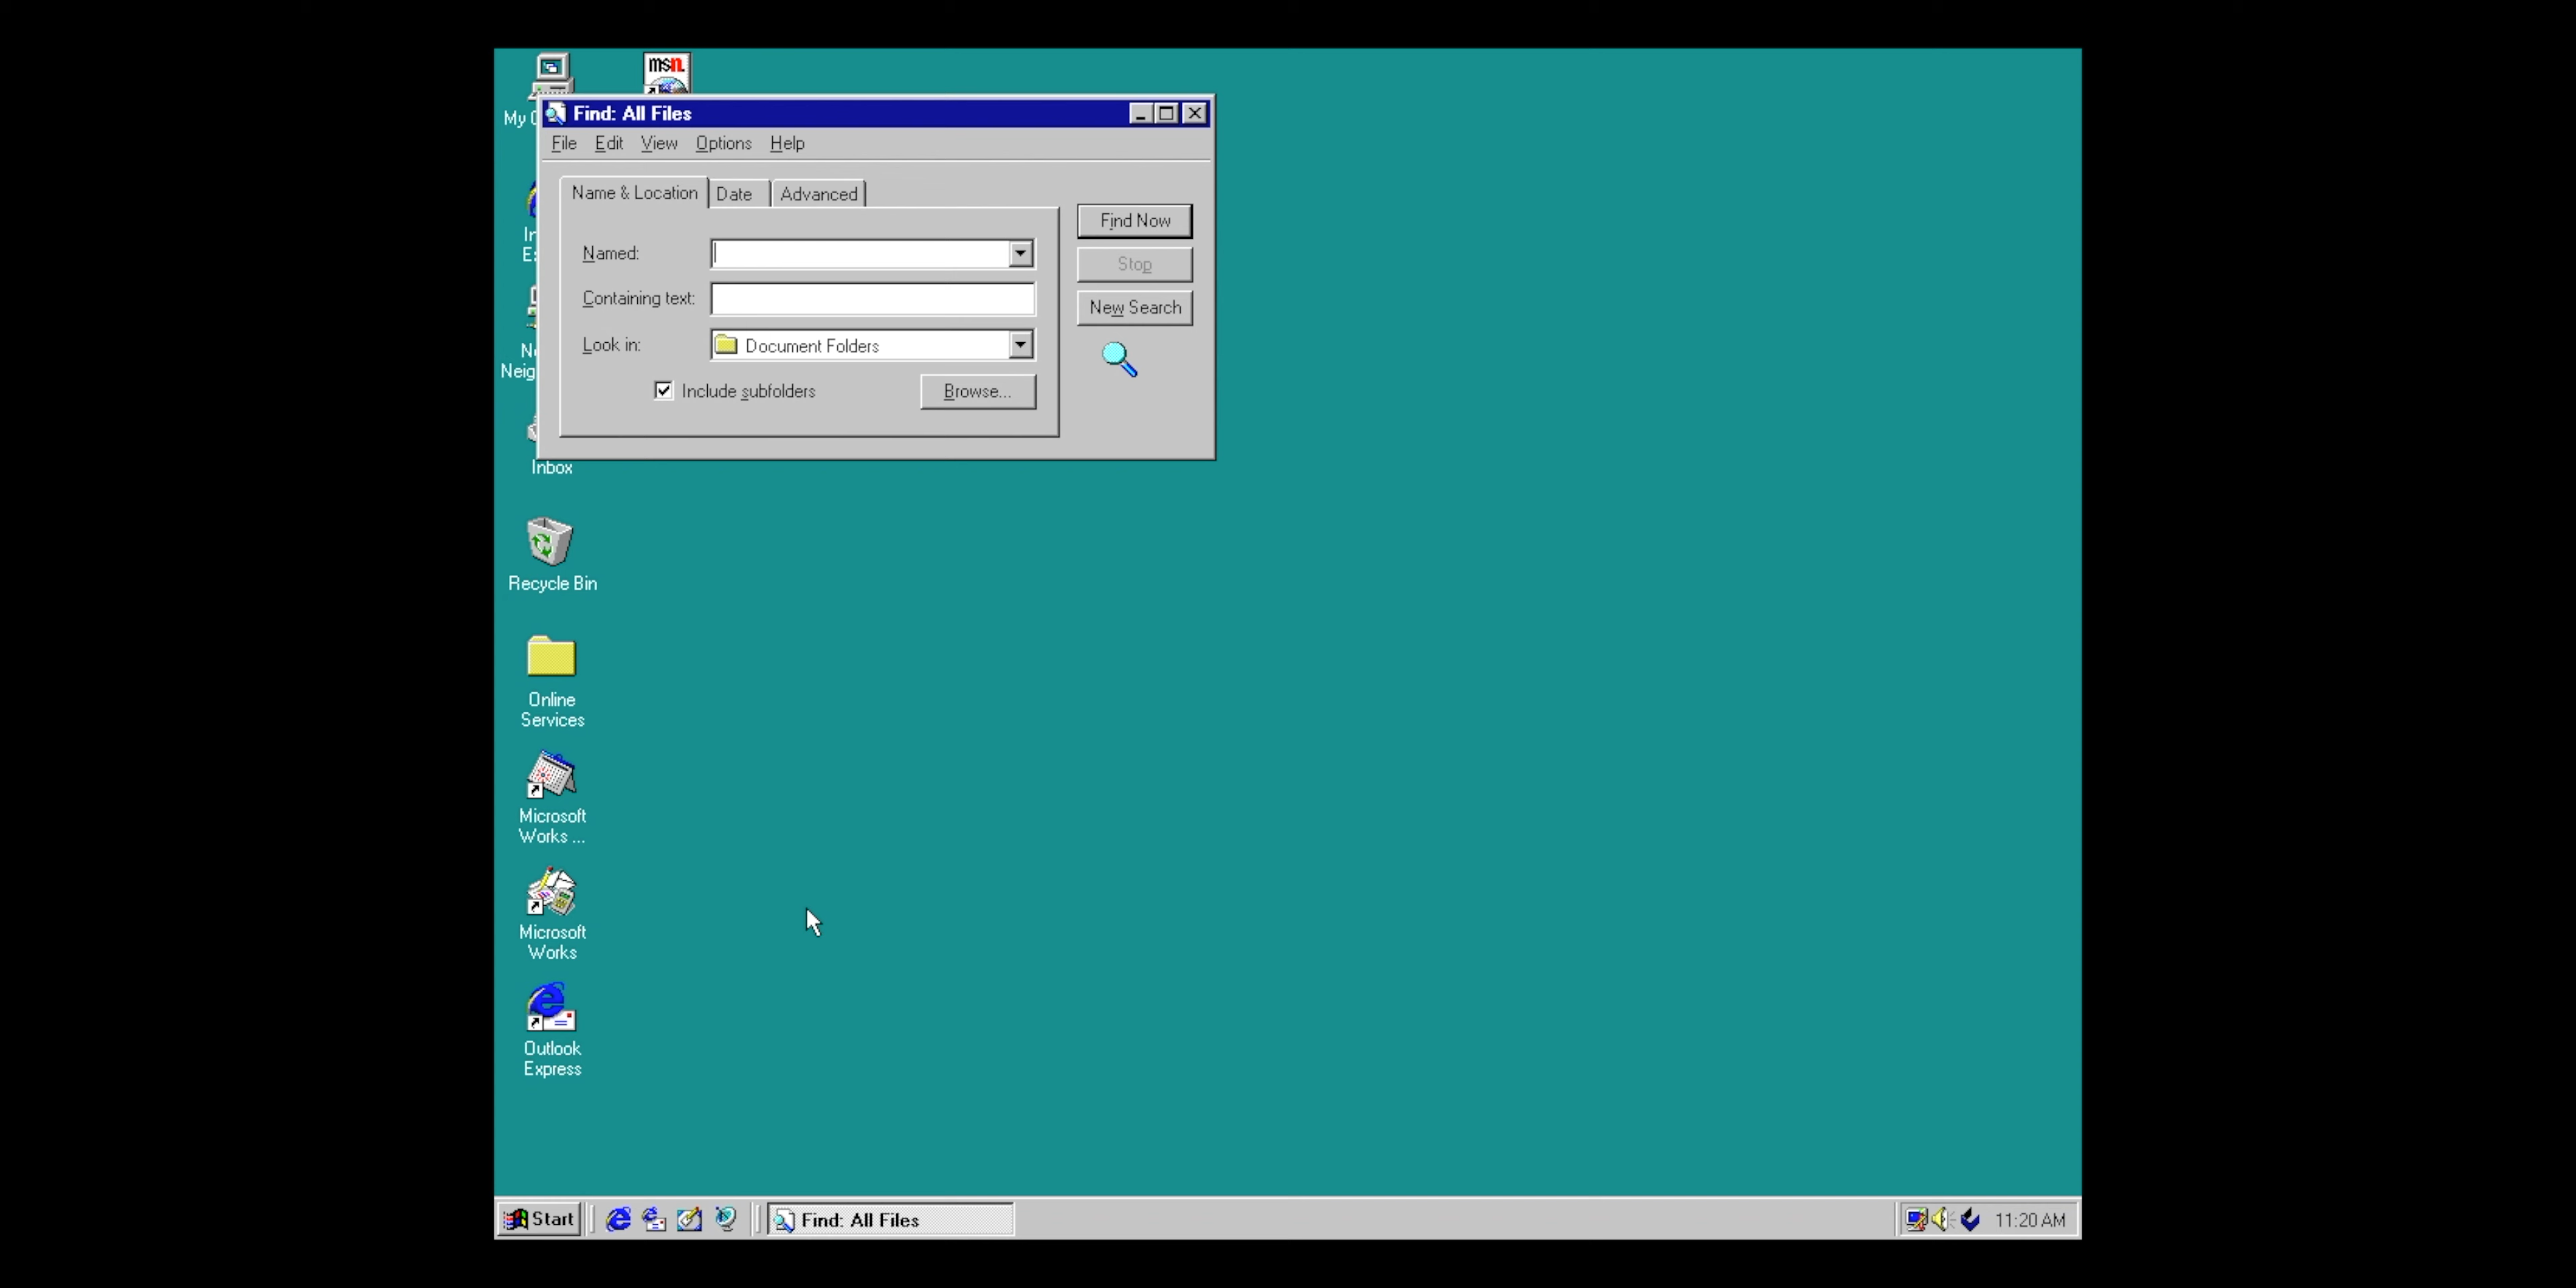 msn.
My C
Find: All Files
File Edit View Options Help
Name & Location Date Advanced
Named:
Find Now
Containing text:
Stop
Look in: Document Folders
New Search
Include subfolders Browse...
Inbox
Recycle Bin
Online
Services
Microsoft
Works ...
Microsoft
Works
Outlook
Express
Start
Find: All Files
11:20 AM